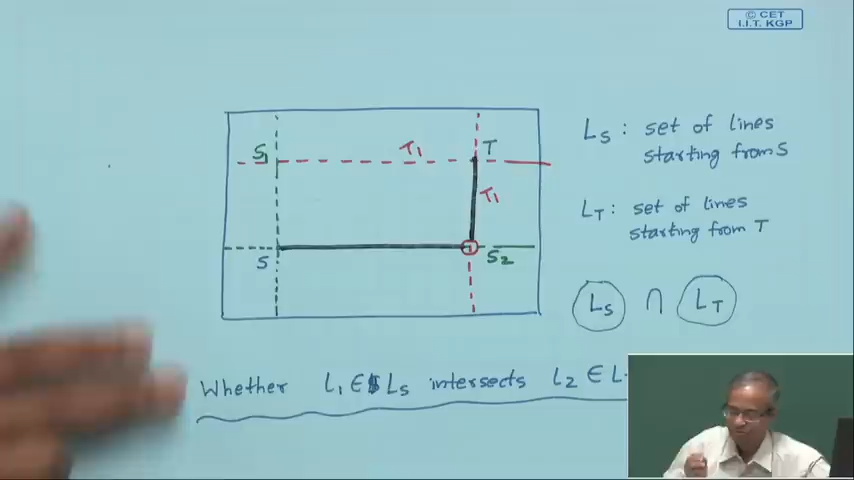 © CET
I.I.T. KGP
S1
T1
T
LS : set of lines
starting from S
T1
LT : set of lines
starting from T
S
S2
LS ∩ LT
Whether L1 ∈ LS intersects L2 ∈ L